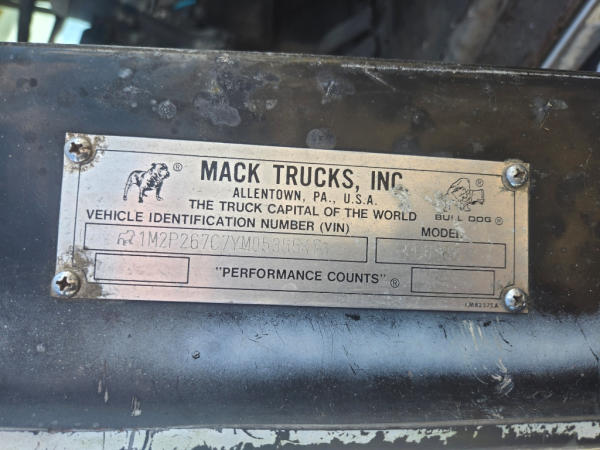 MACK TRUCKS, INC
ALLENTOWN, PA., U.S.A.
THE TRUCK CAPITAL OF THE WORLD
BULL DOG ®
VEHICLE IDENTIFICATION NUMBER (VIN)
MODEL
"PERFORMANCE COUNTS" ®